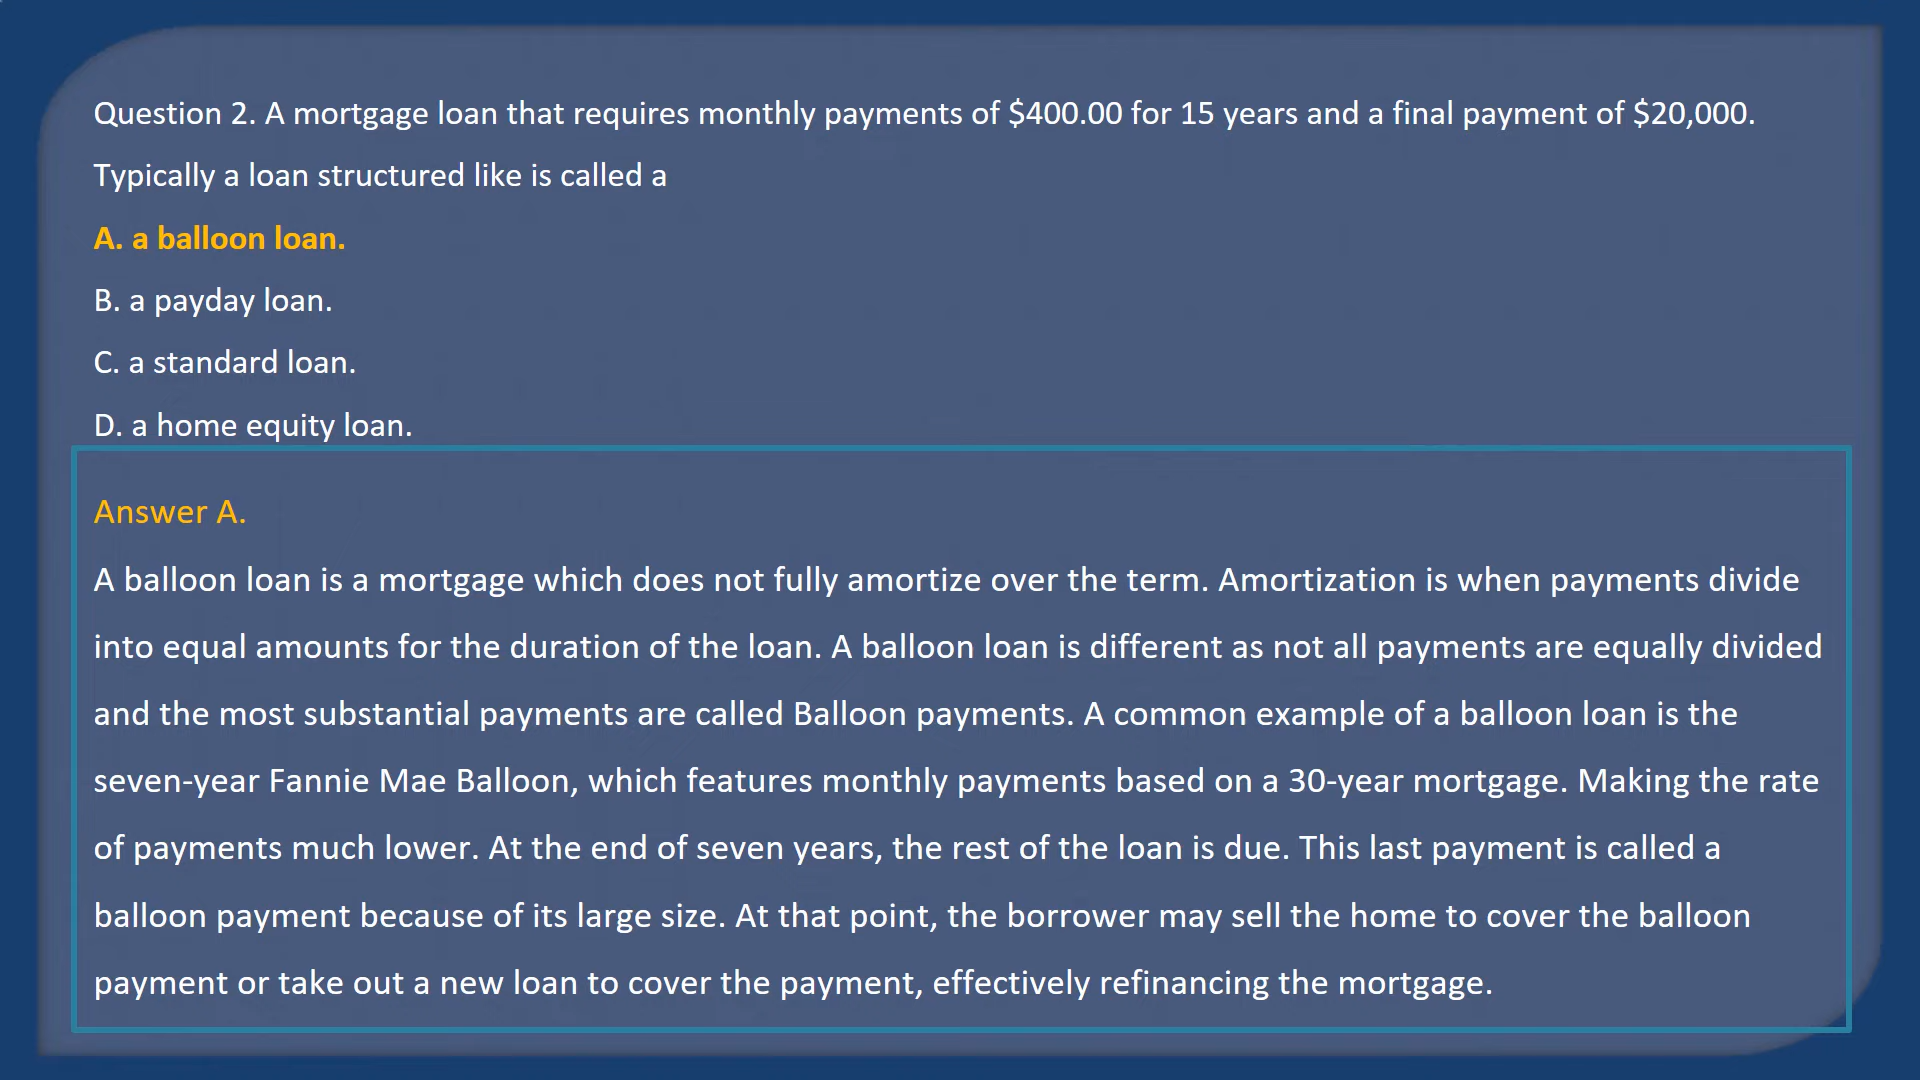 Question 2. A mortgage loan that requires monthly payments of $400.00 for 15 years and a final payment of $20,000.
Typically a loan structured like is called a
A. a balloon loan.
B. a payday loan.
C. a standard loan.
D. a home equity loan.
Answer A.
A balloon loan is a mortgage which does not fully amortize over the term. Amortization is when payments divide
into equal amounts for the duration of the loan. A balloon loan is different as not all payments are equally divided
and the most substantial payments are called Balloon payments. A common example of a balloon loan is the
seven-year Fannie Mae Balloon, which features monthly payments based on a 30-year mortgage. Making the rate
of payments much lower. At the end of seven years, the rest of the loan is due. This last payment is called a
balloon payment because of its large size. At that point, the borrower may sell the home to cover the balloon
payment or take out a new loan to cover the payment, effectively refinancing the mortgage.